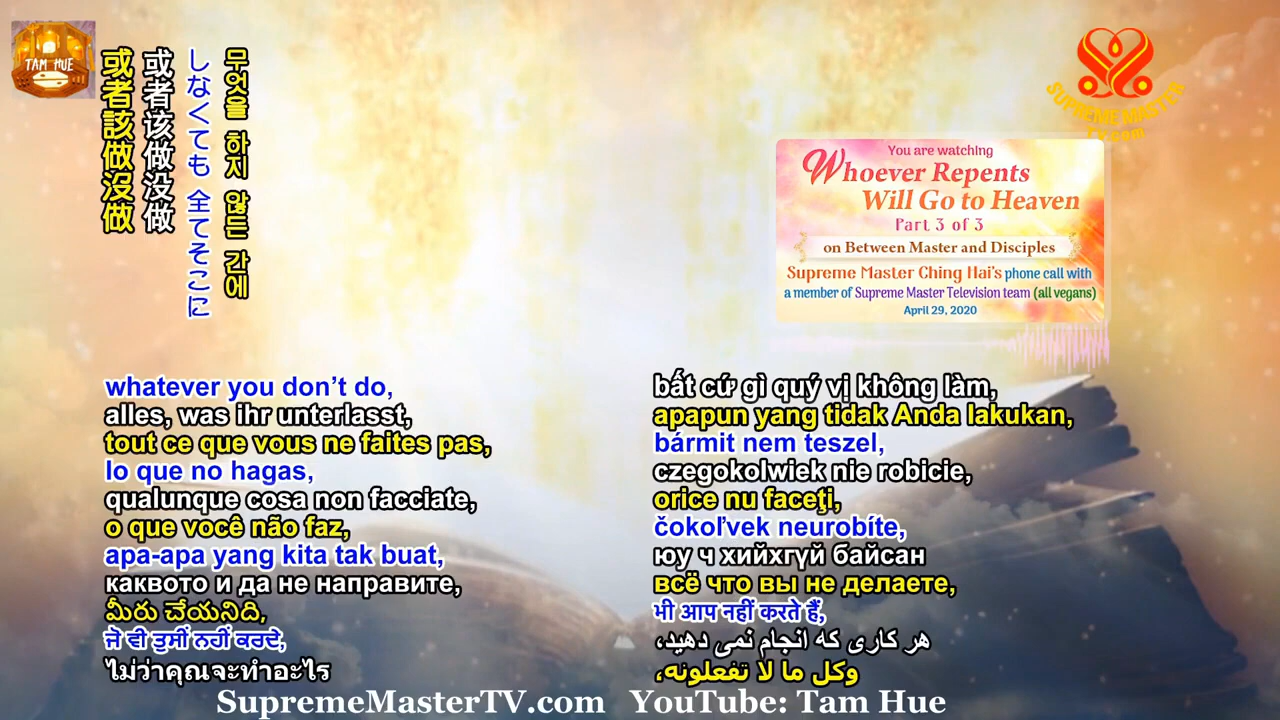 TAM HUE
무엇을 하지 않든 간에
しなくても 全てそこに
或者该做没做
或者該做沒做
SUPREME MASTER
TV.com
You are watching
Whoever Repents
Will Go to Heaven
Part 3 of 3
on Between Master and Disciples
Supreme Master Ching Hai's phone call with
a member of Supreme Master Television team (all vegans)
April 29, 2020
whatever you don't do,
alles, was ihr unterlasst,
tout ce que vous ne faites pas,
lo que no hagas,
qualunque cosa non facciate,
o que você não faz,
apa-apa yang kita tak buat,
каквото и да не направите,
మీరు చేయనిది,
ਜੋ ਵੀ ਤੁਸੀਂ ਨਹੀਂ ਕਰਦੇ,
ไม่ว่าคุณจะทำอะไร
bất cứ gì quý vị không làm,
apapun yang tidak Anda lakukan,
bármit nem teszel,
czegokolwiek nie robicie,
orice nu faceţi,
čokoľvek neurobíte,
юу ч хийхгүй байсан
всё что вы не делаете,
भी आप नहीं करते हैं,
هر کاری که انجام نمی دهید،
وكل ما لا تفعلونه،
SupremeMasterTV.com YouTube: Tam Hue